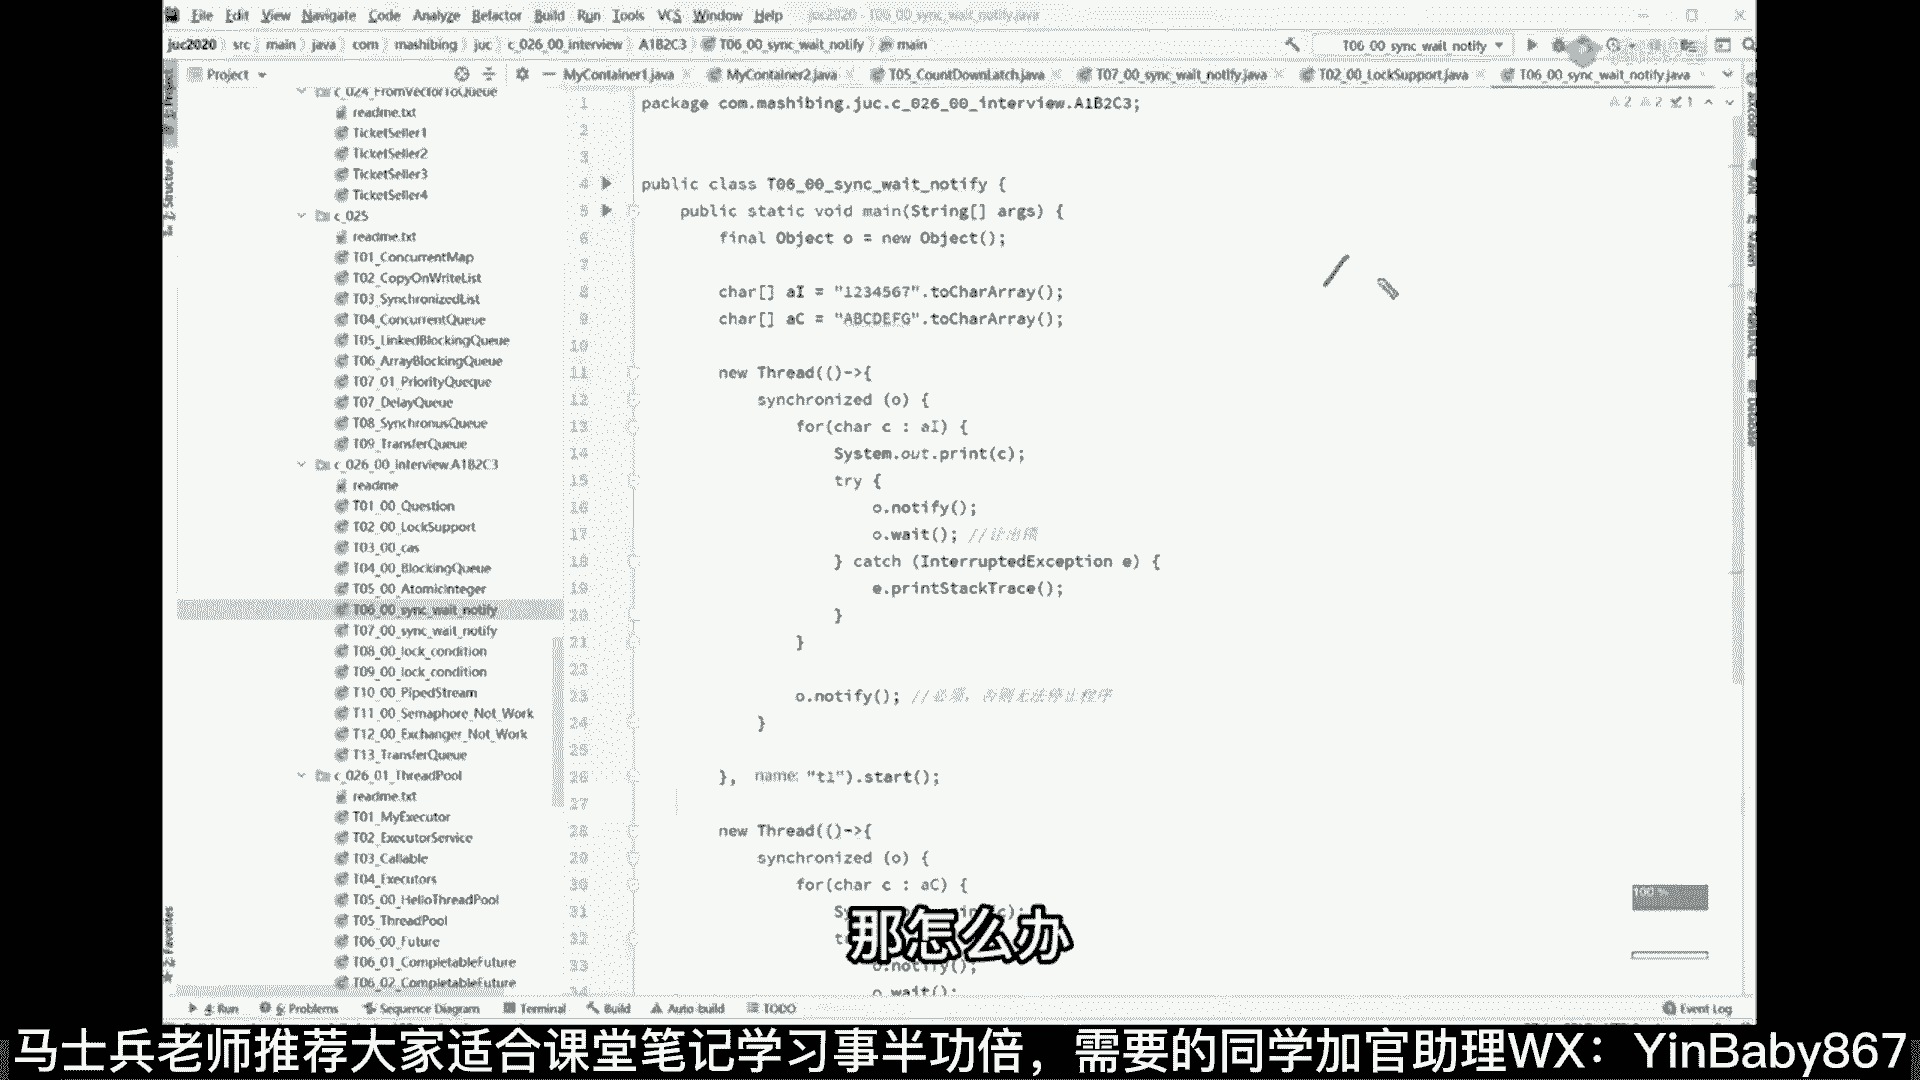 File Edit View Navigate Code Analyze Refactor Build Run Tools VCS Window Help juc2020 - T06_00_sync_wait_notify.java
juc2020 src main java com mashibing juc c_026_00_interview A1B2C3 T06_00_sync_wait_notify main T06_00_sync_wait_notify
Project MyContainer1.java MyContainer2.java T05_CountDownLatch.java T07_00_sync_wait_notify.java T02_00_LockSupport.java T06_00_sync_wait_notify.java
c_024_FromVectorToQueue
readme.txt
TicketSeller1
TicketSeller2
TicketSeller3
TicketSeller4
c_025
readme.txt
T01_ConcurrentMap
T02_CopyOnWriteList
T03_SynchronizedList
T04_ConcurrentQueue
T05_LinkedBlockingQueue
T06_ArrayBlockingQueue
T07_01_PriorityQueque
T07_DelayQueue
T08_SynchronusQueue
T09_TransferQueue
c_026_00_interview.A1B2C3
readme
T01_00_Question
T02_00_LockSupport
T03_00_cas
T04_00_BlockingQueue
T05_00_AtomicInteger
T06_00_sync_wait_notify
T07_00_sync_wait_notify
T08_00_lock_condition
T09_00_lock_condition
T10_00_PipedStream
T11_00_Semaphore_Not_Work
T12_00_Exchanger_Not_Work
T13_TransferQueue
c_026_01_ThreadPool
readme.txt
T01_MyExecutor
T02_ExecutorService
T03_Callable
T04_Executors
T05_00_HelloThreadPool
T05_ThreadPool
T06_00_Future
T06_01_CompletableFuture
T06_02_CompletableFuture
1 package com.mashibing.juc.c_026_00_interview.A1B2C3;
2
3
4 public class T06_00_sync_wait_notify {
5 public static void main(String[] args) {
6 final Object o = new Object();
7
8 char[] aI = "1234567".toCharArray();
9 char[] aC = "ABCDEFG".toCharArray();
10
11 new Thread(()->{
12 synchronized (o) {
13 for(char c : aI) {
14 System.out.print(c);
15 try {
16 o.notify();
17 o.wait(); //让出锁
18 } catch (InterruptedException e) {
19 e.printStackTrace();
20 }
21 }
22
23 o.notify(); //必须，否则无法停止程序
24 }
25
26 }, name: "t1").start();
27
28 new Thread(()->{
29 synchronized (o) {
30 for(char c : aC) {
31
32
33 o.notify();
34 o.wait();
那怎么办
4: Run 6: Problems Sequence Diagram Terminal Build Auto-build TODO Event Log
马士兵老师推荐大家适合课堂笔记学习事半功倍，需要的同学加官助理WX：YinBaby867